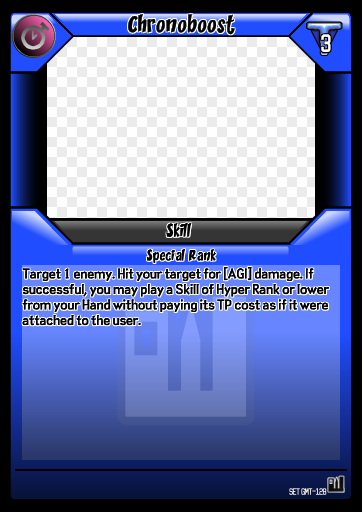 Chronoboost
3
Skill
Special Rank
Target 1 enemy. Hit your target for [AGI] damage. If
successful, you may play a Skill of Hyper Rank or lower
from your Hand without paying its TP cost as if it were
attached to the user.
SET GMT-128